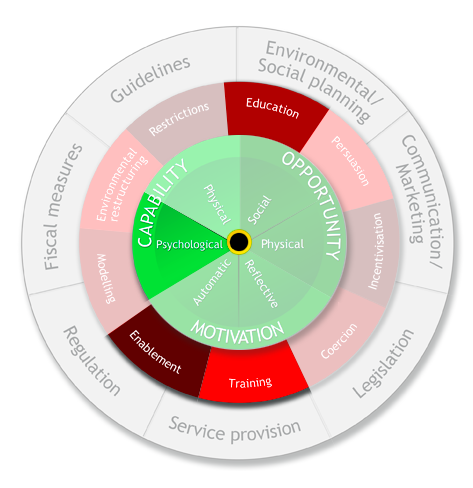 Guidelines
Environmental/
Social planning
Communication/
Marketing
Legislation
Service provision
Regulation
Fiscal measures
Restrictions
Education
Persuasion
Incentivisation
Coercion
Training
Enablement
Modelling
Environmental
restructuring
CAPABILITY
OPPORTUNITY
MOTIVATION
Physical
Social
Psychological
Physical
Automatic
Reflective